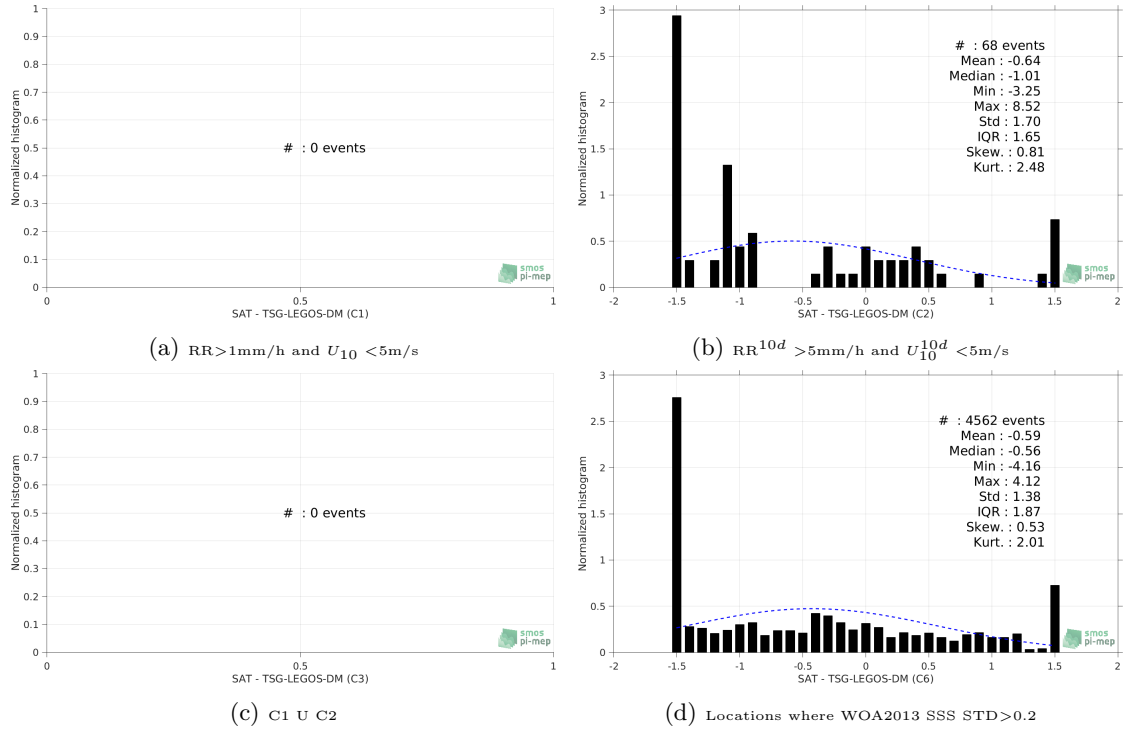 1
0.9
0.8
0.7
0.6
0.5
0.4
0.3
0.2
0.1
0
Normalized histogram
# : 0 events
smos
pi-mep
0 0.5 1
SAT - TSG-LEGOS-DM (C1)
(a) RR>1mm/h and U10 <5m/s
3
2.5
2
1.5
1
0.5
0
Normalized histogram
# : 68 events
Mean : -0.64
Median : -1.01
Min : -3.25
Max : 8.52
Std : 1.70
IQR : 1.65
Skew. : 0.81
Kurt. : 2.48
smos
pi-mep
-2 -1.5 -1 -0.5 0 0.5 1 1.5 2
SAT - TSG-LEGOS-DM (C2)
(b) RR^10d >5mm/h and U10^10d <5m/s
1
0.9
0.8
0.7
0.6
0.5
0.4
0.3
0.2
0.1
0
Normalized histogram
# : 0 events
smos
pi-mep
0 0.5 1
SAT - TSG-LEGOS-DM (C3)
(c) C1 U C2
3
2.5
2
1.5
1
0.5
0
Normalized histogram
# : 4562 events
Mean : -0.59
Median : -0.56
Min : -4.16
Max : 4.12
Std : 1.38
IQR : 1.87
Skew. : 0.53
Kurt. : 2.01
smos
pi-mep
-2 -1.5 -1 -0.5 0 0.5 1 1.5 2
SAT - TSG-LEGOS-DM (C6)
(d) Locations where WOA2013 SSS STD>0.2